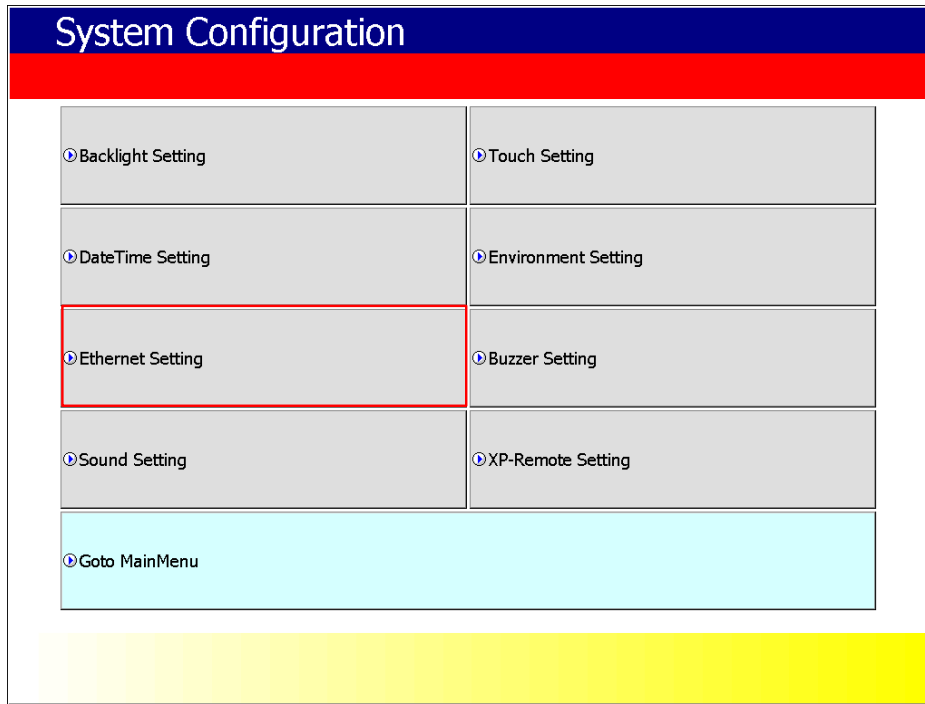 System Configuration
Backlight Setting
Touch Setting
DateTime Setting
Environment Setting
Ethernet Setting
Buzzer Setting
Sound Setting
XP-Remote Setting
Goto MainMenu